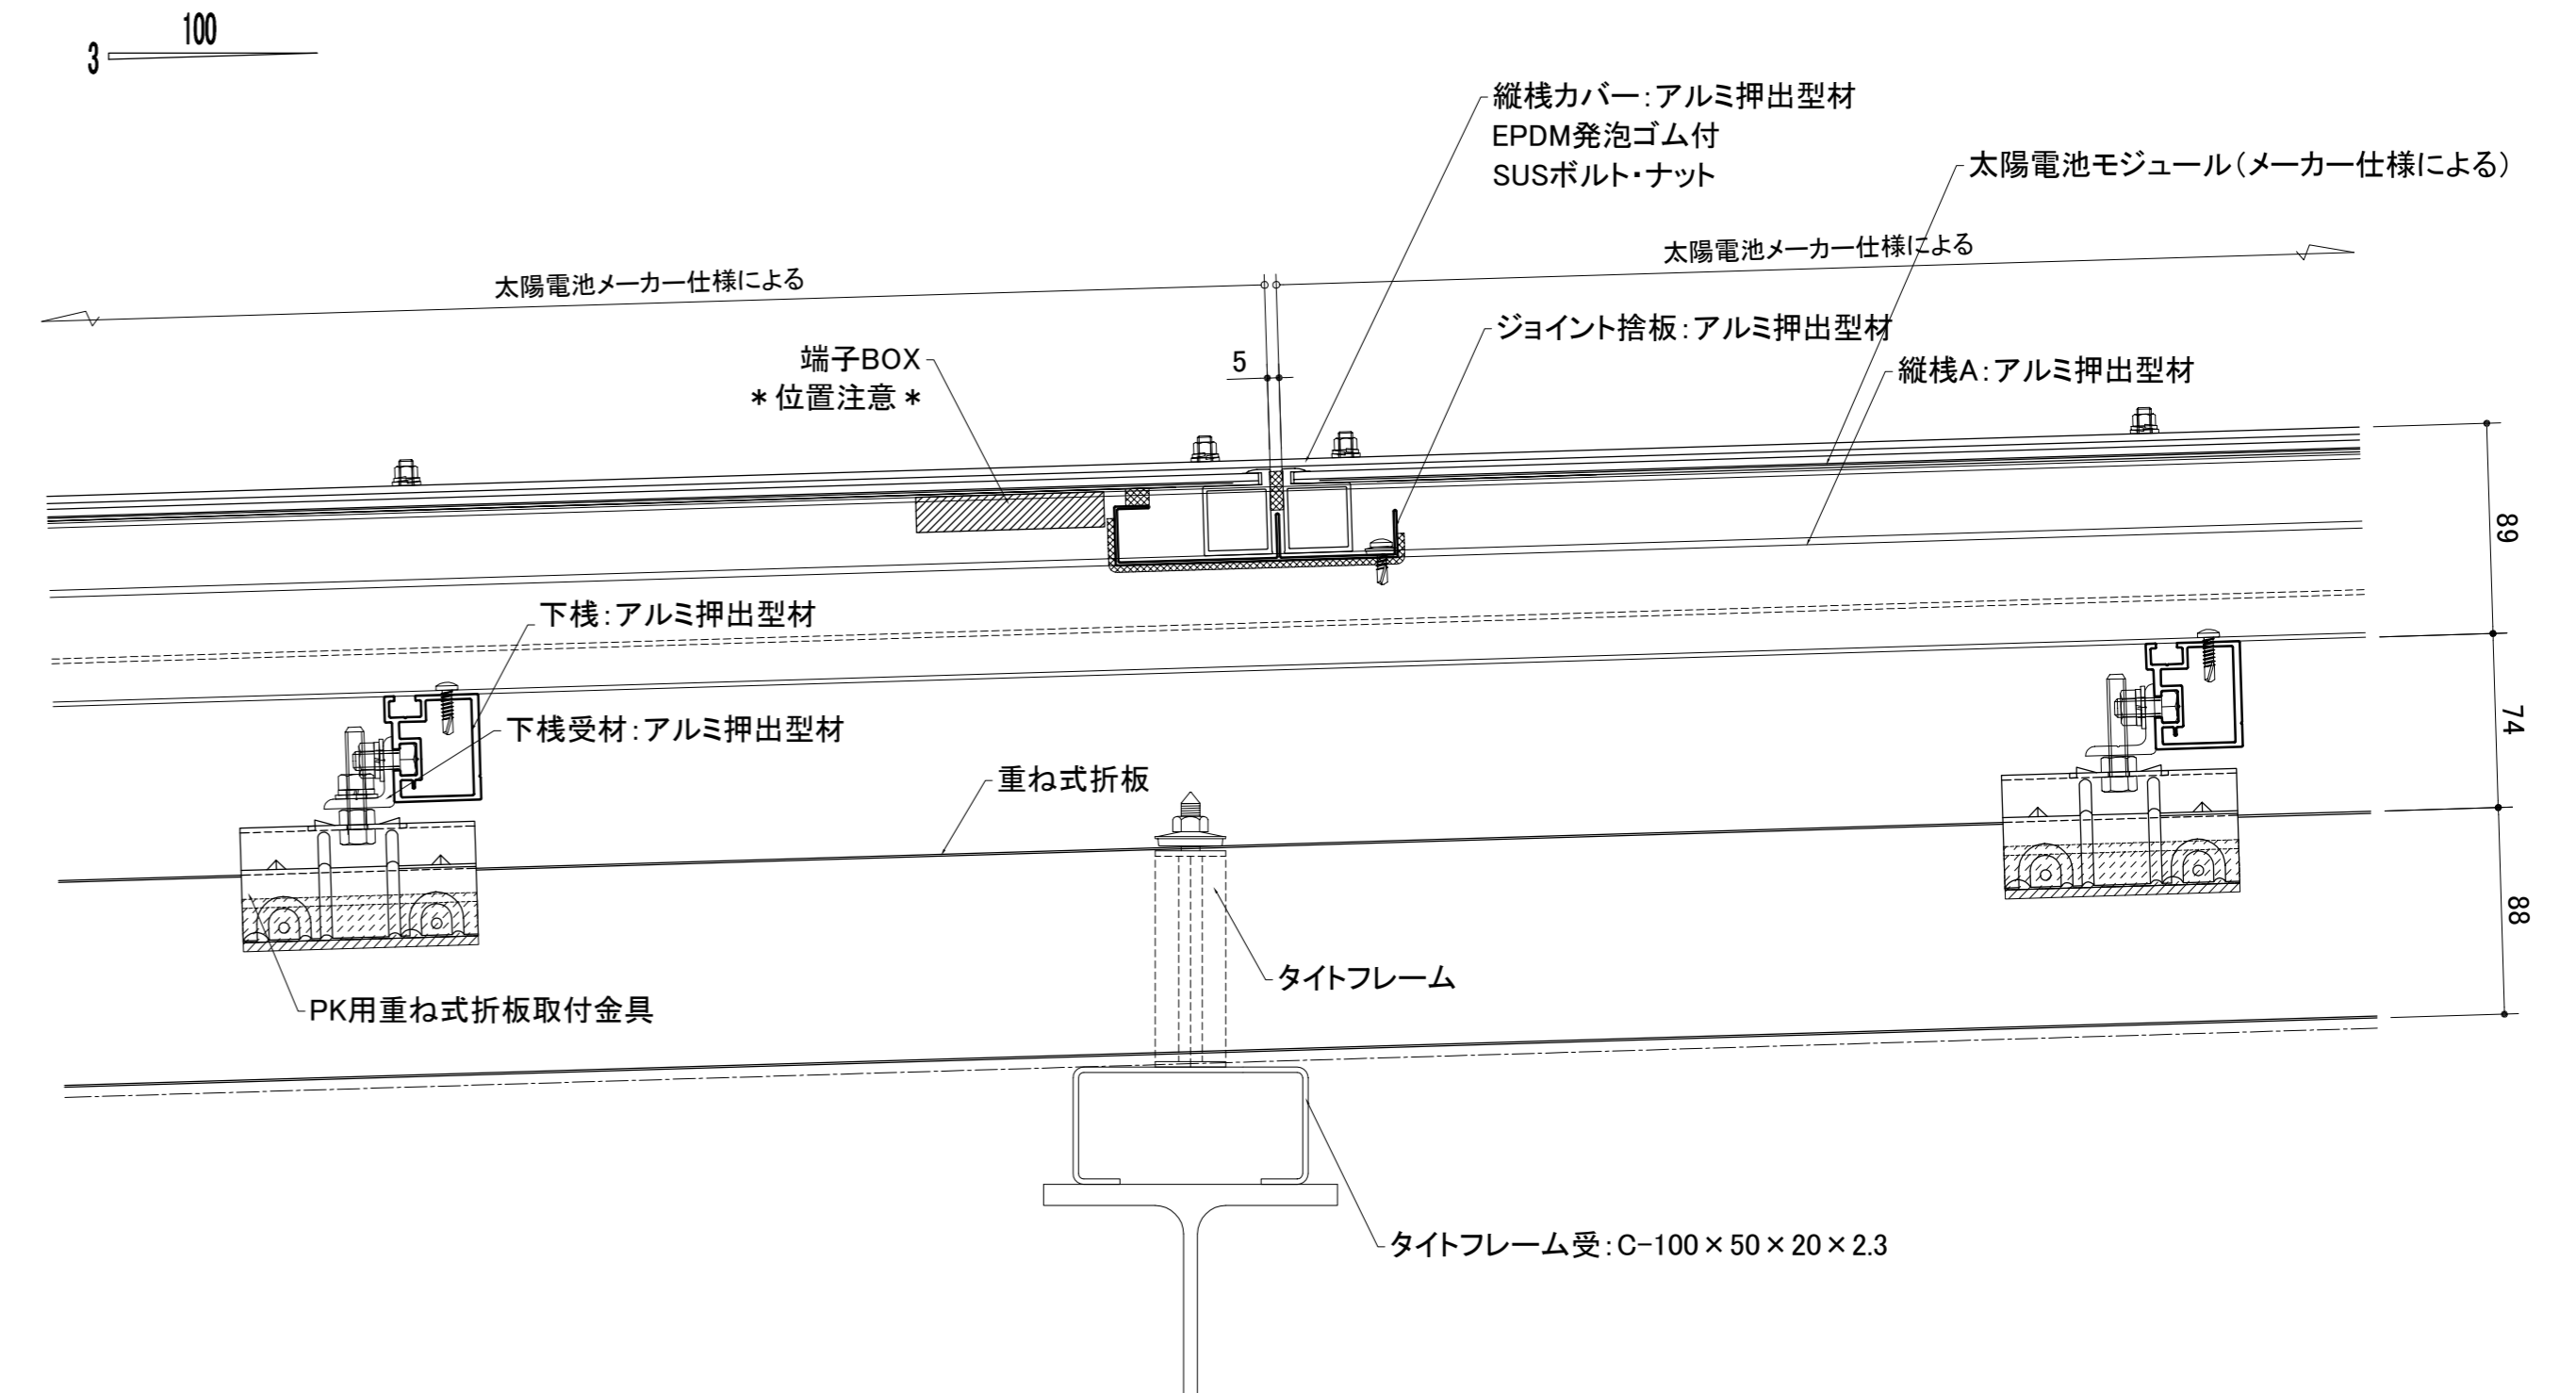 100
3
縦桟カバー:アルミ押出型材
EPDM発泡ゴム付
SUSボルト・ナット
太陽電池モジュール(メーカー仕様による)
太陽電池メーカー仕様による
太陽電池メーカー仕様による
ジョイント捨板:アルミ押出型材
端子BOX
*位置注意*
5
縦桟A:アルミ押出型材
89
下桟:アルミ押出型材
下桟受材:アルミ押出型材
74
重ね式折板
88
タイトフレーム
PK用重ね式折板取付金具
タイトフレーム受:C-100×50×20×2.3